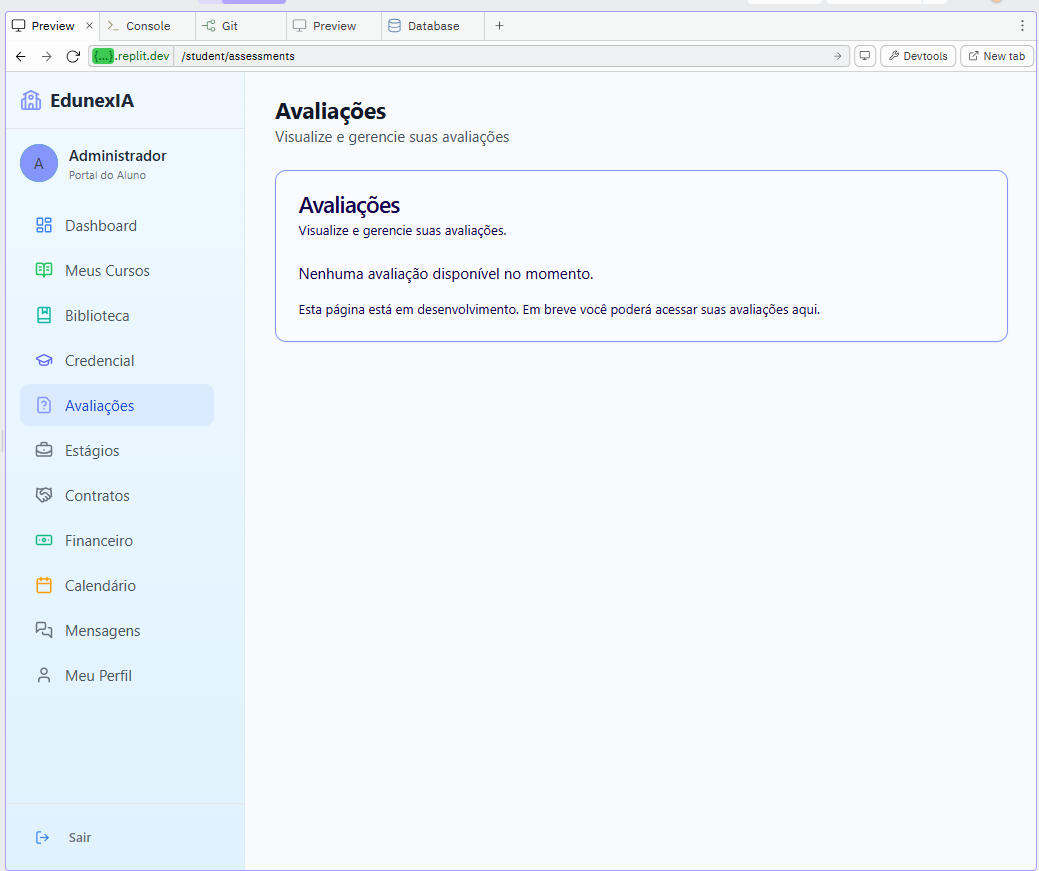 Preview
Console
Git
Preview
Database
{...}.replit.dev
/student/assessments
Devtools
New tab
EdunexIA
A
Administrador
Portal do Aluno
Dashboard
Meus Cursos
Biblioteca
Credencial
Avaliações
Estágios
Contratos
Financeiro
Calendário
Mensagens
Meu Perfil
Sair
Avaliações
Visualize e gerencie suas avaliações
Avaliações
Visualize e gerencie suas avaliações.
Nenhuma avaliação disponível no momento.
Esta página está em desenvolvimento. Em breve você poderá acessar suas avaliações aqui.